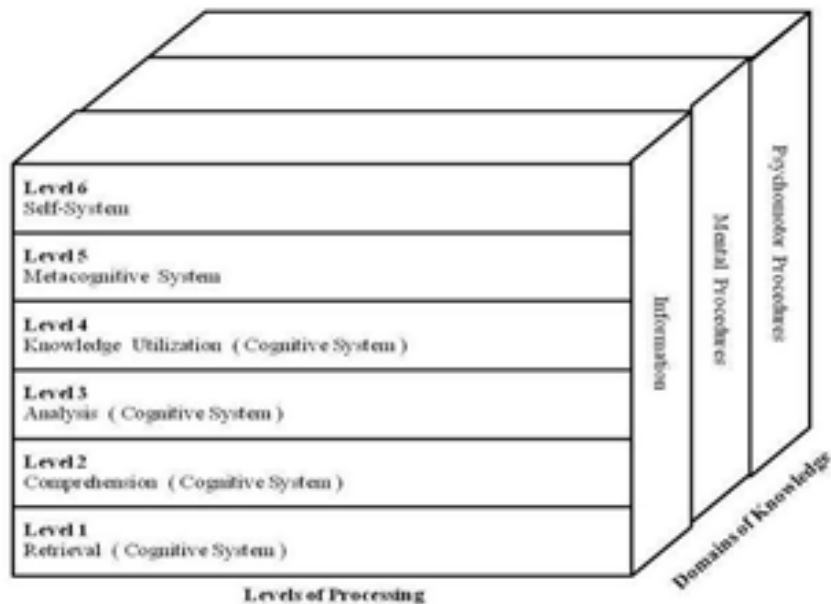 Level 6
Self-System
Level 5
Metacognitive System
Level 4
Knowledge Utilization ( Cognitive System )
Level 3
Analysis ( Cognitive System )
Level 2
Comprehension ( Cognitive System )
Level 1
Retrieval ( Cognitive System )
Information
Mental Procedures
Psychomotor Procedures
Levels of Processing
Domains of Knowledge